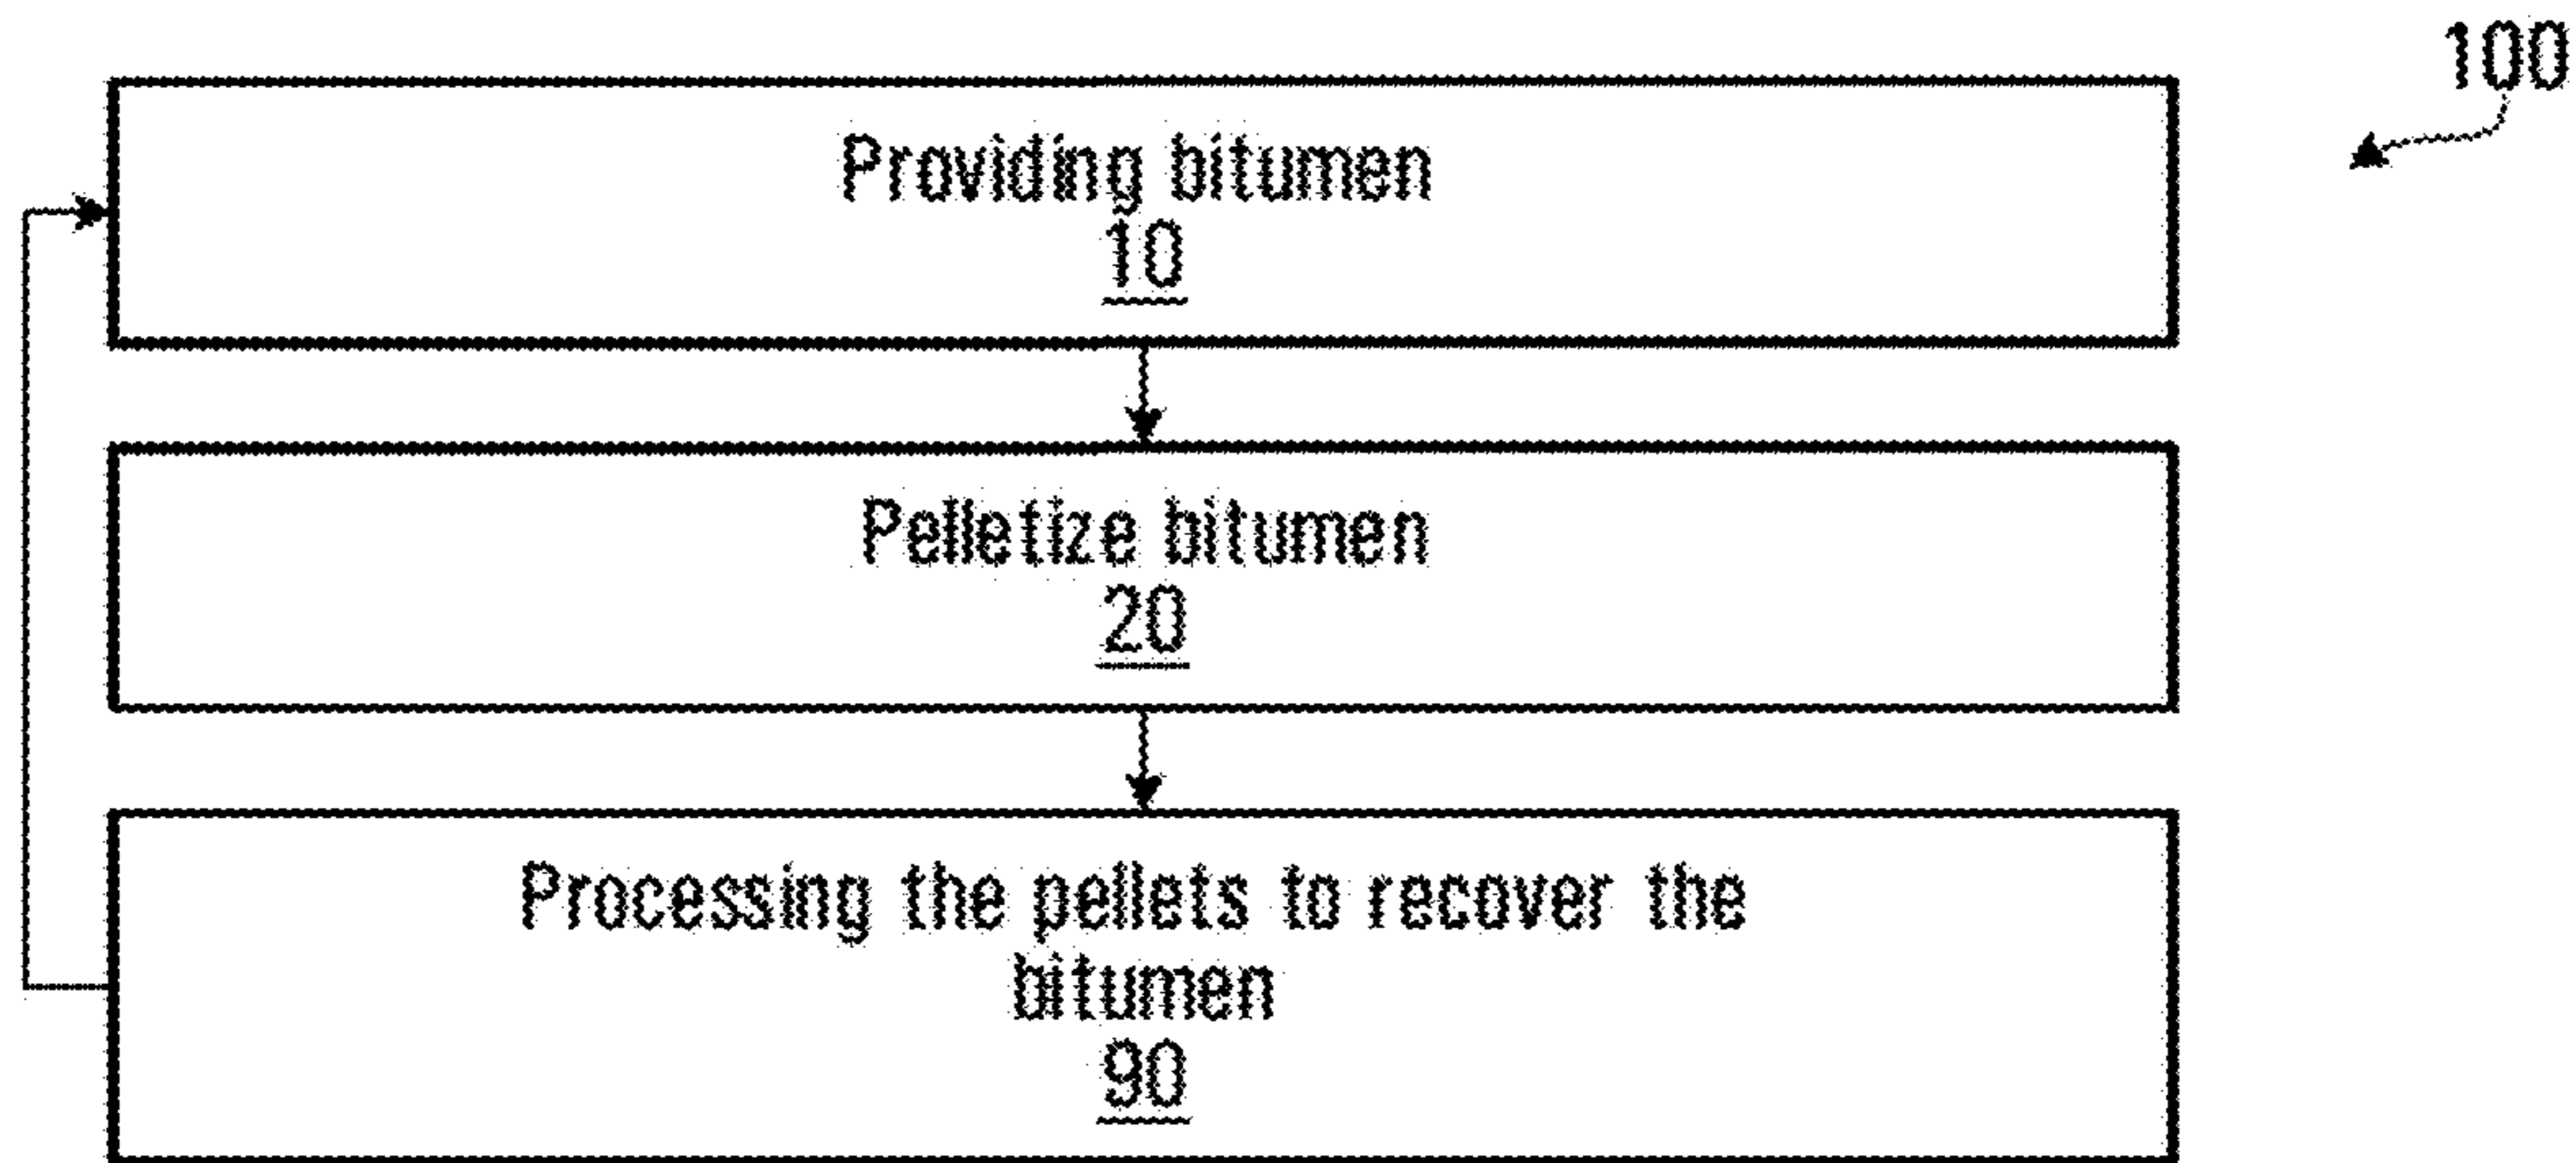 100
Providing bitumen
10
Pelletize bitumen
20
Processing the pellets to recover the
bitumen
90